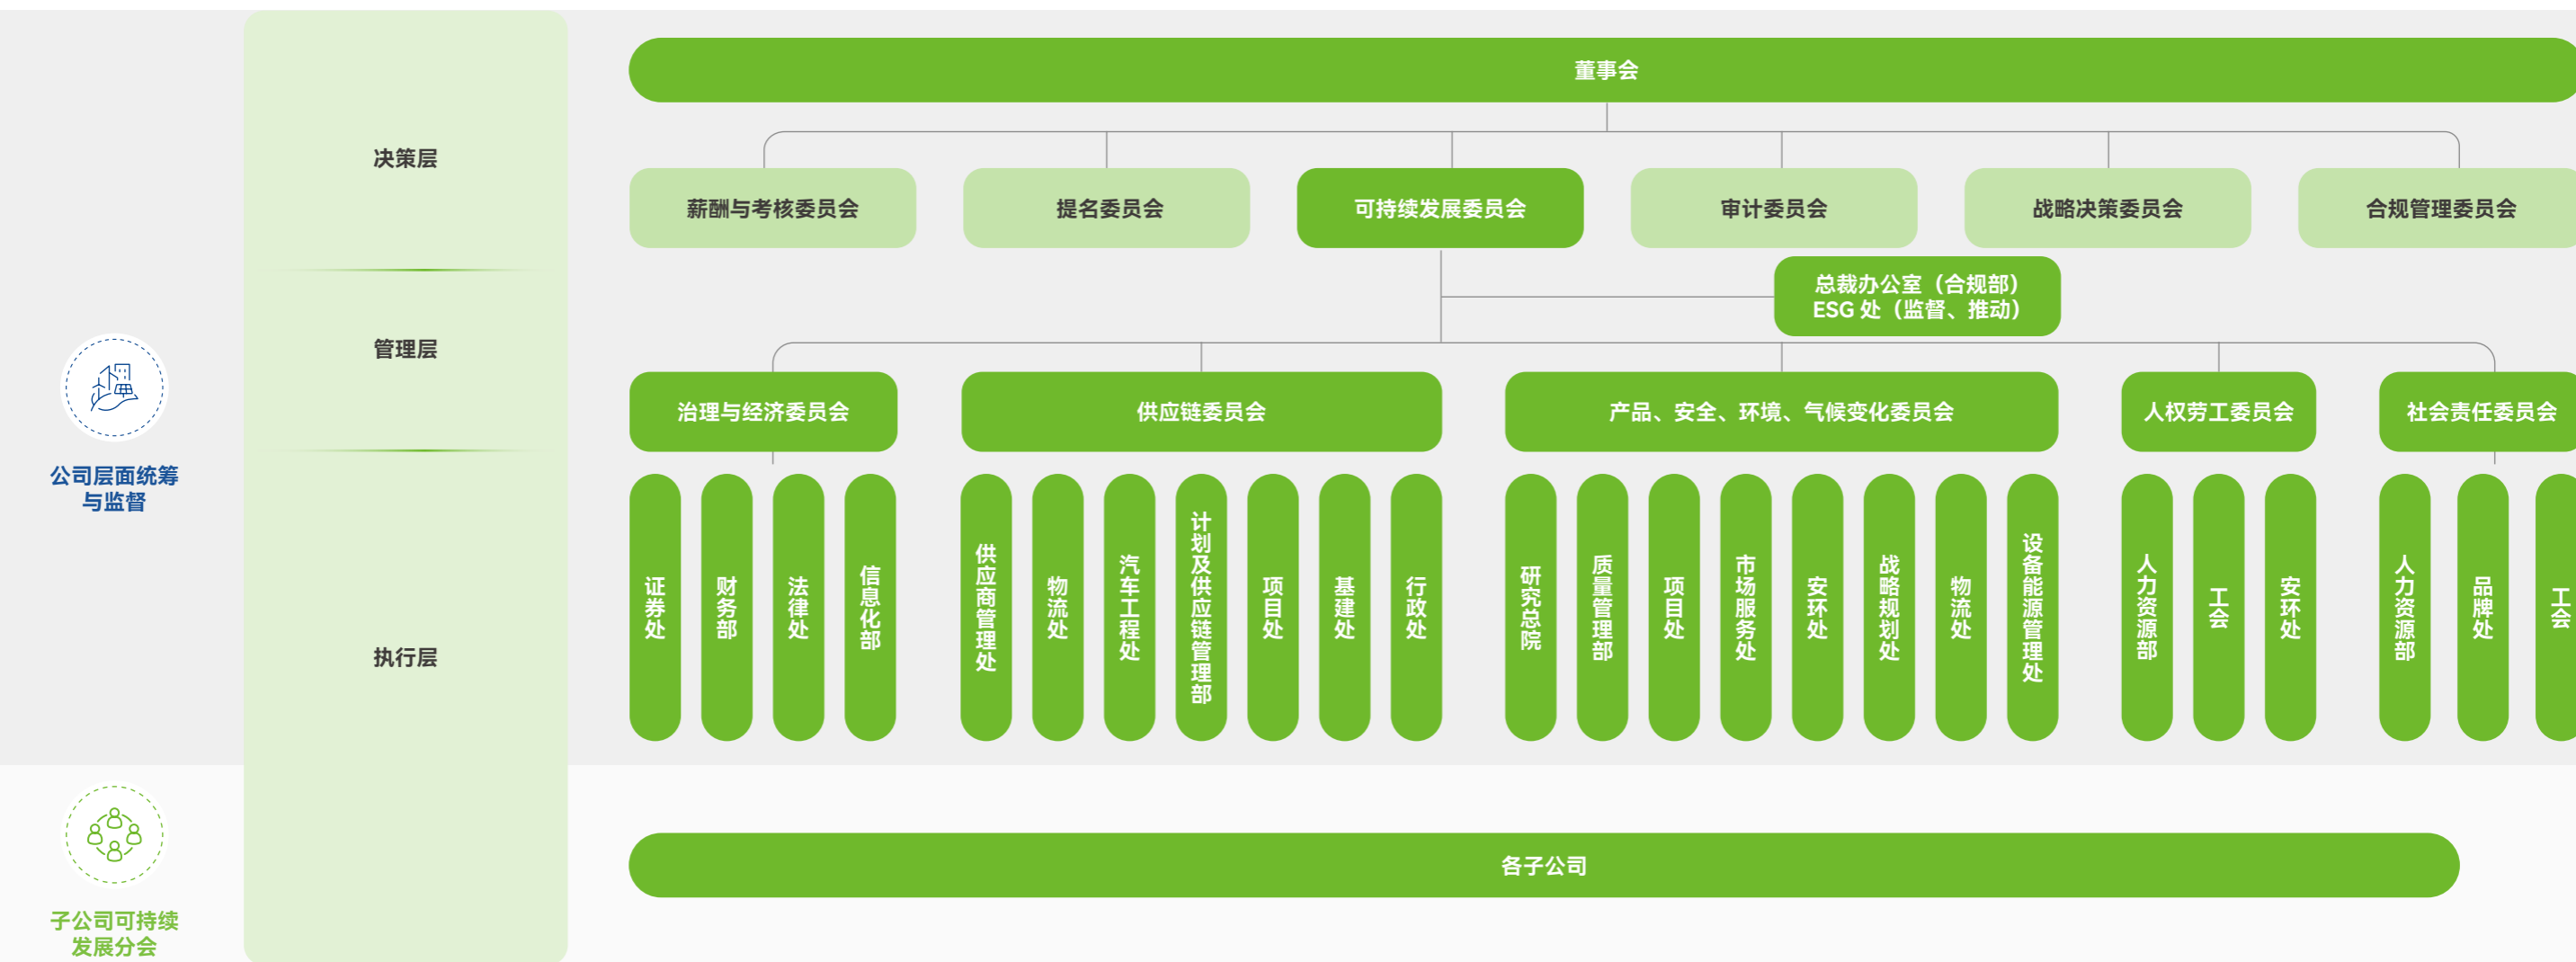 董事会
决策层
薪酬与考核委员会
提名委员会
可持续发展委员会
审计委员会
战略决策委员会
合规管理委员会
总裁办公室（合规部）
ESG 处（监督、推动）
管理层
治理与经济委员会
供应链委员会
产品、安全、环境、气候变化委员会
人权劳工委员会
社会责任委员会
公司层面统筹
与监督
执行层
证券处
财务部
法律处
信息化部
供应商管理处
物流处
汽车工程处
计划及供应链管理部
项目处
基建处
行政处
研究总院
质量管理部
项目处
市场服务处
安环处
战略规划处
物流处
设备能源管理处
人力资源部
工会
安环处
人力资源部
品牌处
工会
各子公司
子公司可持续
发展分会